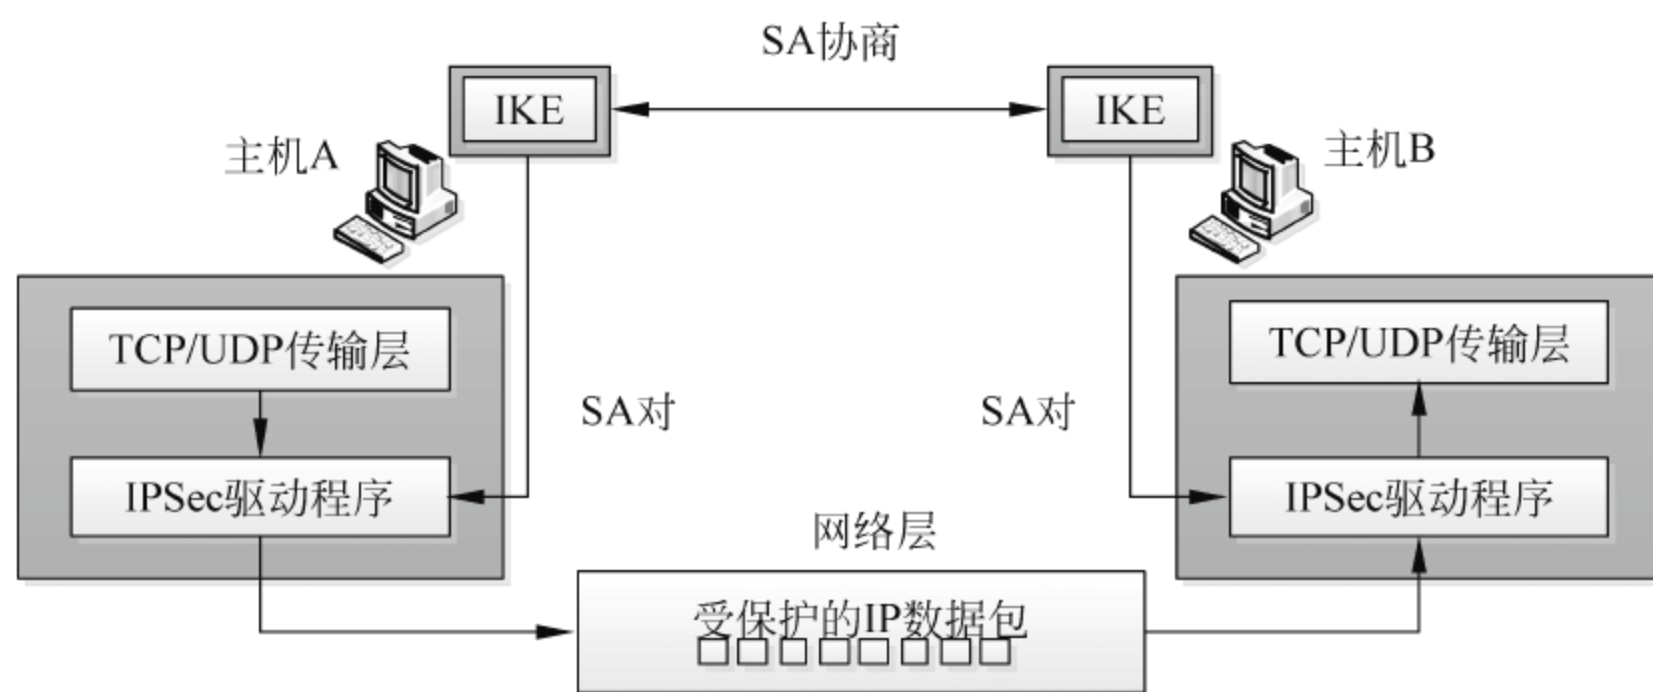 SA协商
IKE
IKE
主机A
主机B
TCP/UDP传输层
TCP/UDP传输层
SA对
SA对
IPSec驱动程序
IPSec驱动程序
网络层
受保护的IP数据包